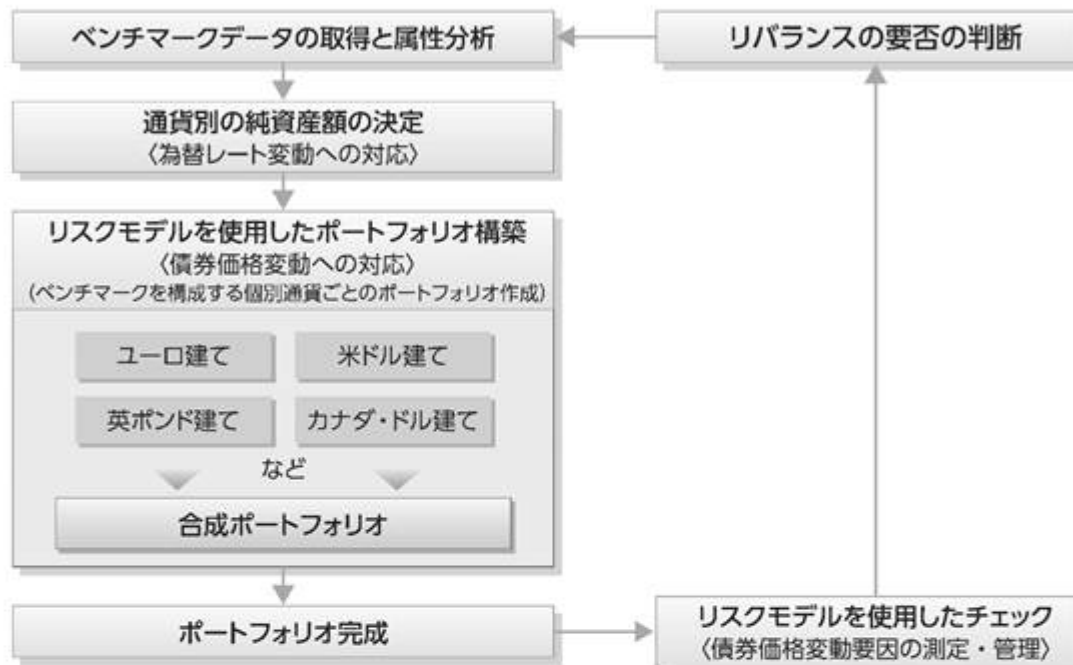 ベンチマークデータの取得と属性分析
リバランスの要否の判断
通貨別の純資産額の決定
〈為替レート変動への対応〉
リスクモデルを使用したポートフォリオ構築
〈債券価格変動への対応〉
(ベンチマークを構成する個別通貨ごとのポートフォリオ作成)
ユーロ建て
米ドル建て
英ポンド建て
カナダ・ドル建て
など
合成ポートフォリオ
ポートフォリオ完成
リスクモデルを使用したチェック
〈債券価格変動要因の測定・管理〉